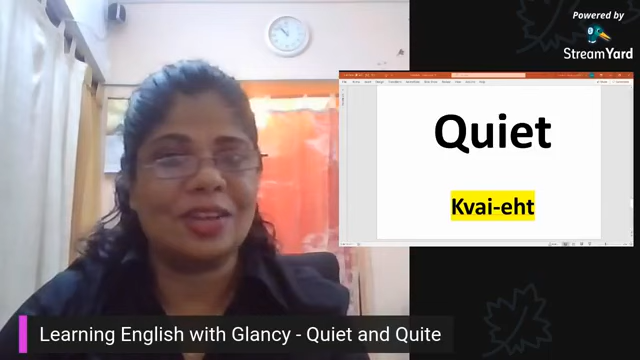 Powered by
StreamYard
Quiet
Kvai-eht
Learning English with Glancy - Quiet and Quite